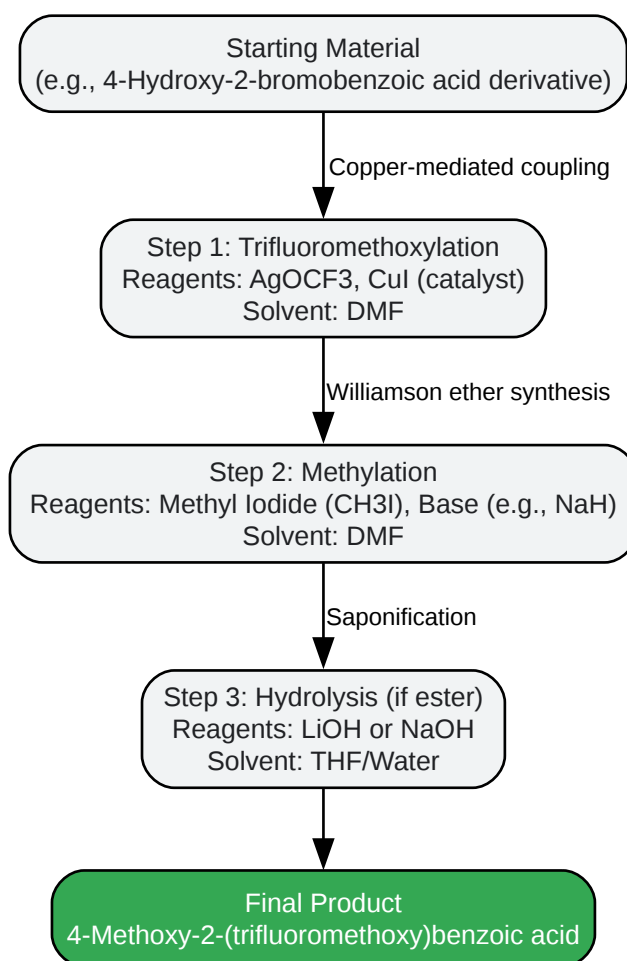 Starting Material
(e.g., 4-Hydroxy-2-bromobenzoic acid derivative)
Copper-mediated coupling
Step 1: Trifluoromethoxylation
Reagents: AgOCF3, CuI (catalyst)
Solvent: DMF
Williamson ether synthesis
Step 2: Methylation
Reagents: Methyl Iodide (CH3I), Base (e.g., NaH)
Solvent: DMF
Saponification
Step 3: Hydrolysis (if ester)
Reagents: LiOH or NaOH
Solvent: THF/Water
Final Product
4-Methoxy-2-(trifluoromethoxy)benzoic acid